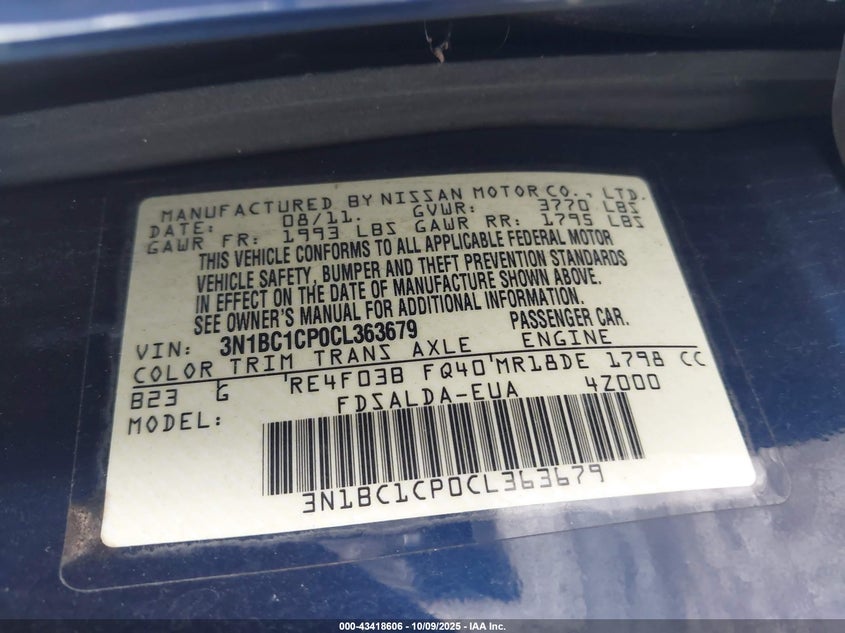 MANUFACTURED BY NISSAN MOTOR CO., LTD.
DATE: 08/11. GVWR: 3770 LBS
GAWR FR: 1993 LBS GAWR RR: 1795 LBS
THIS VEHICLE CONFORMS TO ALL APPLICABLE FEDERAL MOTOR
VEHICLE SAFETY, BUMPER AND THEFT PREVENTION STANDARDS
IN EFFECT ON THE DATE OF MANUFACTURE SHOWN ABOVE.
SEE OWNER'S MANUAL FOR ADDITIONAL INFORMATION.
VIN: 3N1BC1CP0CL363679 PASSENGER CAR.
COLOR TRIM TRANS AXLE ENGINE
B23 G RE4F03B FQ40 MR18DE 1798 CC
MODEL: FDSALDA-EUA 4Z000
3N1BC1CP0CL363679
000-43418606 - 10/09/2025 - IAA Inc.